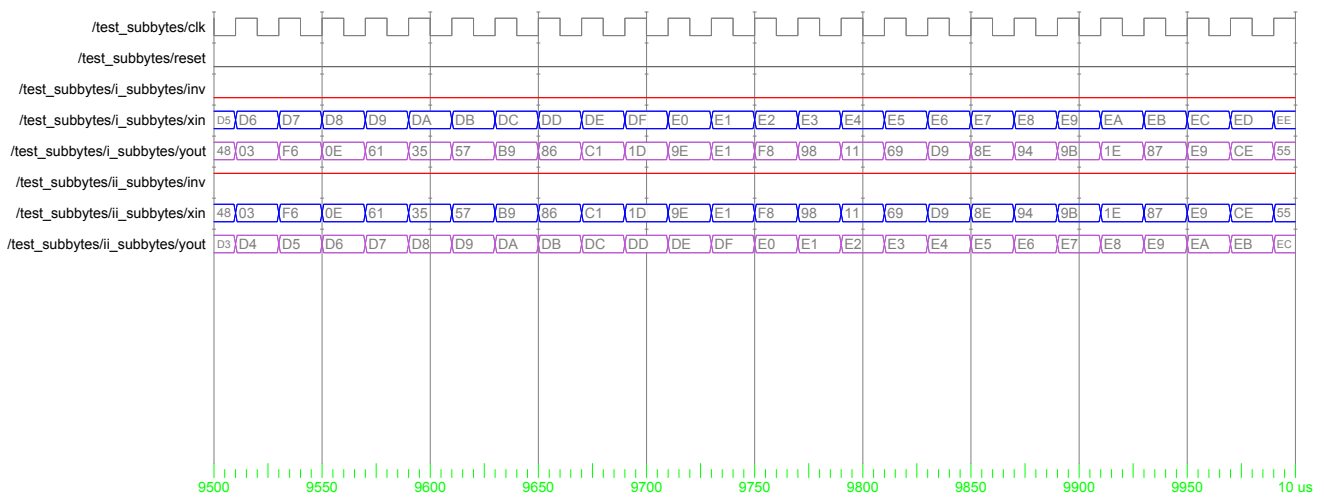 /test_subbytes/clk
/test_subbytes/reset
/test_subbytes/i_subbytes/inv
/test_subbytes/i_subbytes/xin D5 D6 D7 D8 D9 DA DB DC DD DE DF E0 E1 E2 E3 E4 E5 E6 E7 E8 E9 EA EB EC ED EE
/test_subbytes/i_subbytes/yout 48 03 F6 0E 61 35 57 B9 86 C1 1D 9E E1 F8 98 11 69 D9 8E 94 9B 1E 87 E9 CE 55
/test_subbytes/ii_subbytes/inv
/test_subbytes/ii_subbytes/xin 48 03 F6 0E 61 35 57 B9 86 C1 1D 9E E1 F8 98 11 69 D9 8E 94 9B 1E 87 E9 CE 55
/test_subbytes/ii_subbytes/yout D3 D4 D5 D6 D7 D8 D9 DA DB DC DD DE DF E0 E1 E2 E3 E4 E5 E6 E7 E8 E9 EA EB EC
9500 9550 9600 9650 9700 9750 9800 9850 9900 9950 10 us